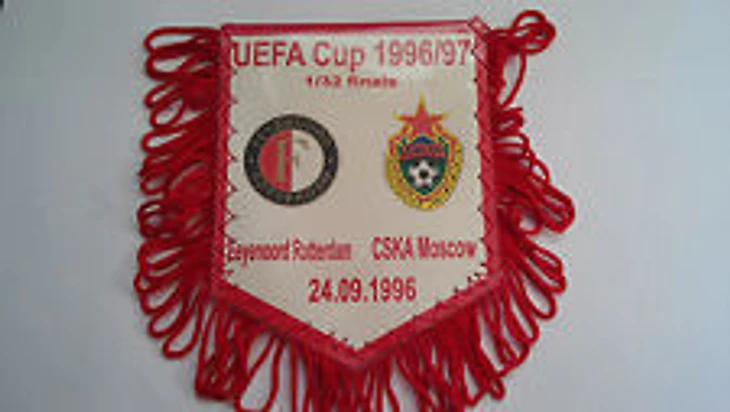 UEFA Cup 1996/97
1/32 finals
Feyenoord Rotterdam CSKA Moscow
24.09.1996